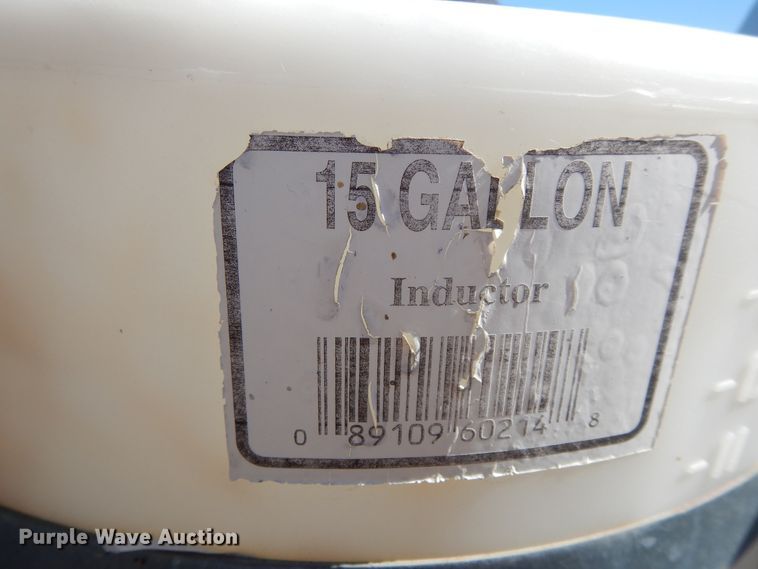 15 GALLON
Inductor
0 89109 60214 8
Purple Wave Auction